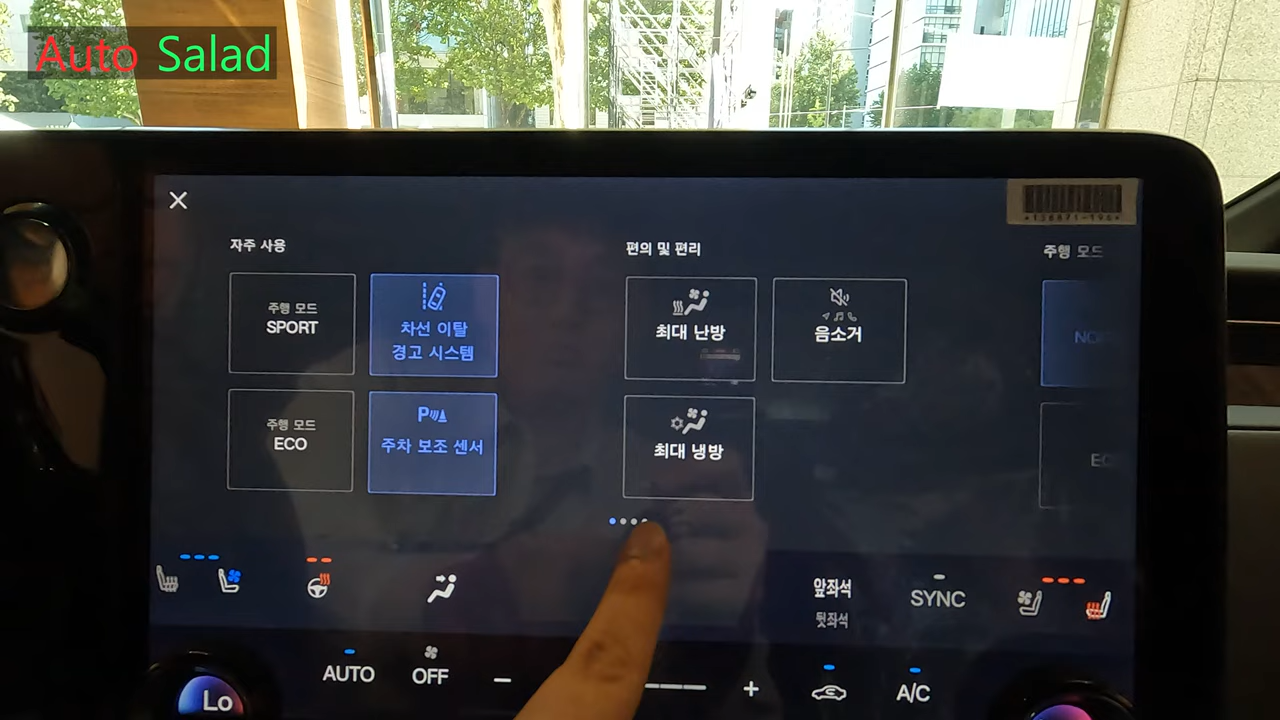 Auto Salad
자주 사용
편의 및 편리
주행 모드
주행 모드
SPORT
차선 이탈
경고 시스템
최대 난방
음소거
주행 모드
ECO
P
주차 보조 센서
최대 냉방
앞좌석
뒷좌석
SYNC
AUTO
OFF
A/C
Lo